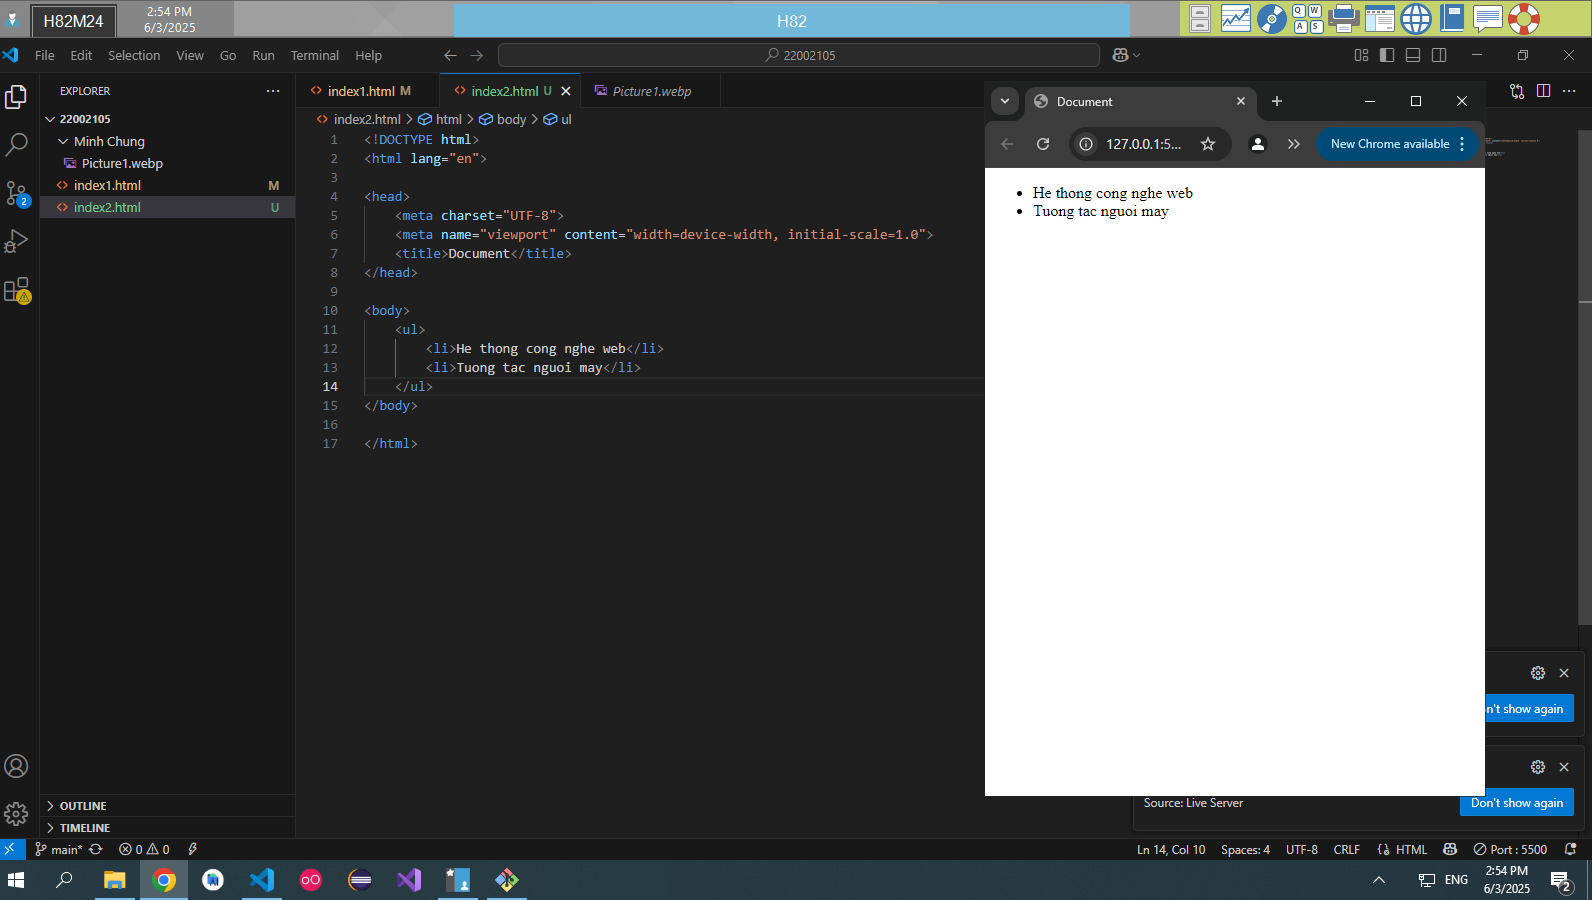 H82M24
2:54 PM
6/3/2025
H82
Q W
A S
File Edit Selection View Go Run Terminal Help
22002105
EXPLORER
22002105
Minh Chung
Picture1.webp
index1.html M
index2.html U
2
index1.html M
index2.html U
Picture1.webp
index2.html > html > body > ul
1 <!DOCTYPE html>
2 <html lang="en">
3
4 <head>
5 <meta charset="UTF-8">
6 <meta name="viewport" content="width=device-width, initial-scale=1.0">
7 <title>Document</title>
8 </head>
9
10 <body>
11 <ul>
12 <li>He thong cong nghe web</li>
13 <li>Tuong tac nguoi may</li>
14 </ul>
15 </body>
16
17 </html>
Document
127.0.0.1:5...
New Chrome available
• He thong cong nghe web
• Tuong tac nguoi may
n't show again
Source: Live Server
Don't show again
OUTLINE
TIMELINE
main* 0 0
Ln 14, Col 10 Spaces: 4 UTF-8 CRLF {} HTML Port : 5500
ENG
2:54 PM
6/3/2025
2